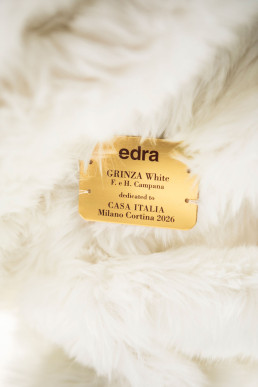 edra
GRINZA White
F. e H. Campana
dedicated to
CASA ITALIA
Milano Cortina 2026